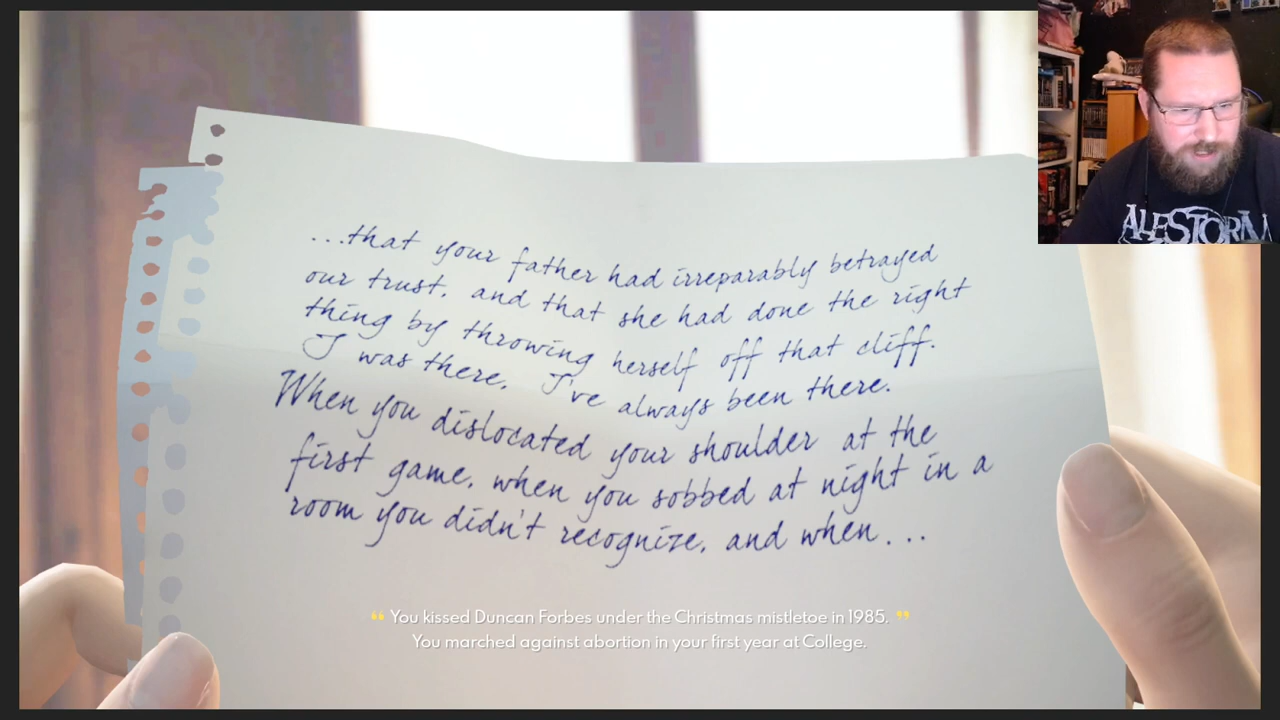 ...that your father had irreparably betrayed
our trust, and that she had done the right
thing by throwing herself off that cliff.
I was there. I've always been there.
When you dislocated your shoulder at the
first game, when you sobbed at night in a
room you didn't recognize, and when...
"You kissed Duncan Forbes under the Christmas mistletoe in 1985."
You marched against abortion in your first year at College.
ALESTORM